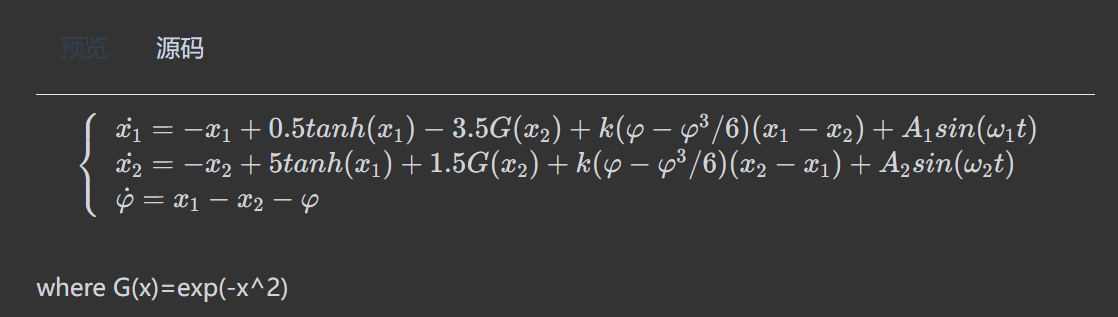 预览 源码
ẋ₁ = −x₁ + 0.5tanh(x₁) − 3.5G(x₂) + k(φ − φ³/6)(x₁ − x₂) + A₁sin(ω₁t)
ẋ₂ = −x₂ + 5tanh(x₁) + 1.5G(x₂) + k(φ − φ³/6)(x₂ − x₁) + A₂sin(ω₂t)
φ̇ = x₁ − x₂ − φ
where G(x)=exp(-x^2)